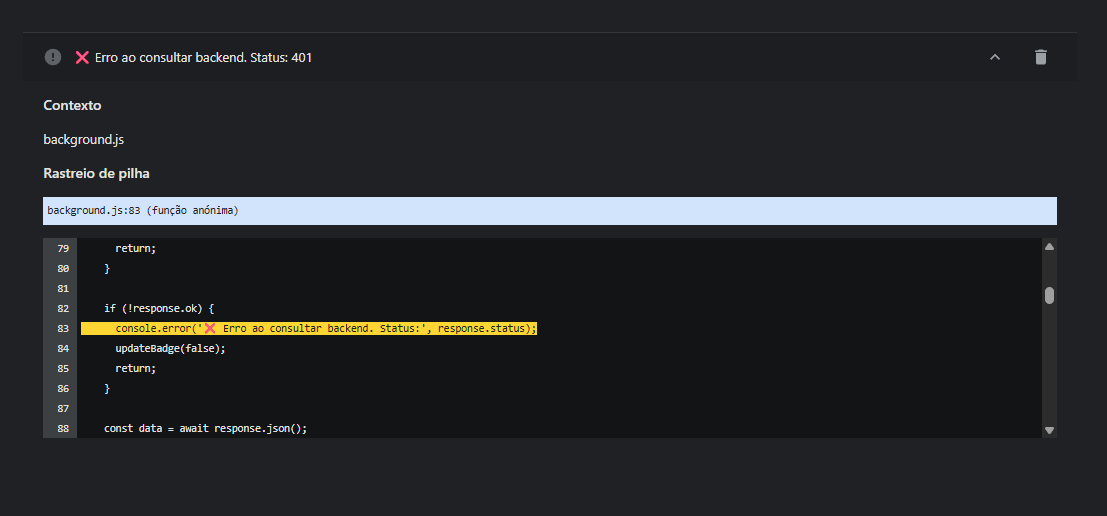 ❌ Erro ao consultar backend. Status: 401
Contexto
background.js
Rastreio de pilha
background.js:83 (função anónima)
79 return;
80 }
81
82 if (!response.ok) {
83 console.error('❌ Erro ao consultar backend. Status:', response.status);
84 updateBadge(false);
85 return;
86 }
87
88 const data = await response.json();